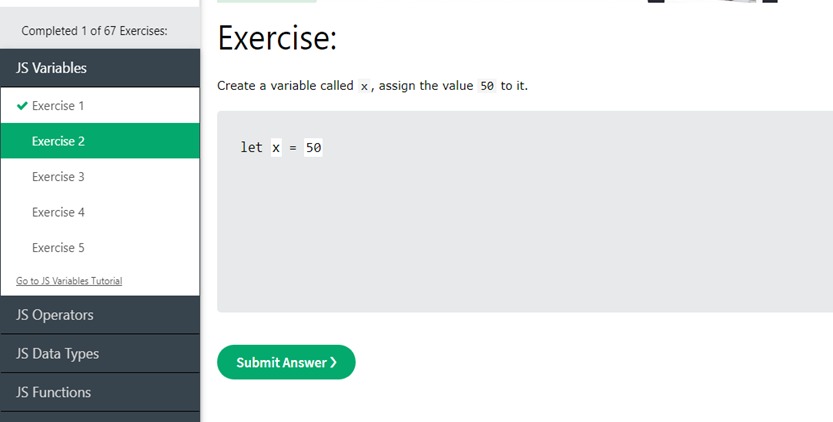 Completed 1 of 67 Exercises:
JS Variables
Exercise 1
Exercise 2
Exercise 3
Exercise 4
Exercise 5
Go to JS Variables Tutorial
JS Operators
JS Data Types
JS Functions
Exercise:
Create a variable called x, assign the value 50 to it.
let x = 50
Submit Answer ❯